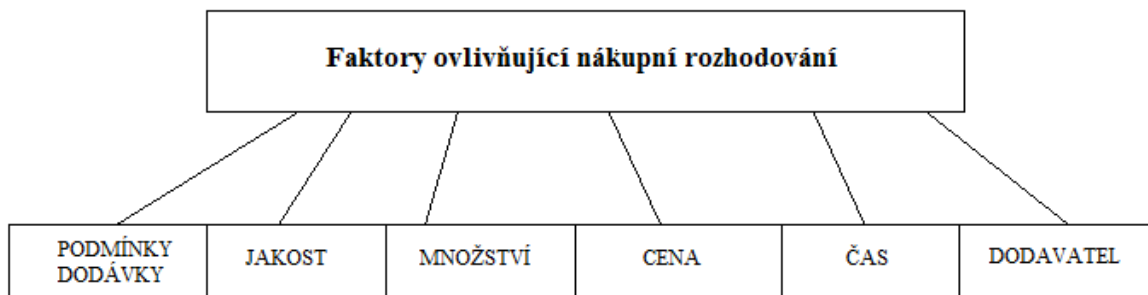 Faktory ovlivňující nákupní rozhodování
PODMÍNKY
DODÁVKY
JAKOST
MNOŽSTVÍ
CENA
ČAS
DODAVATEL